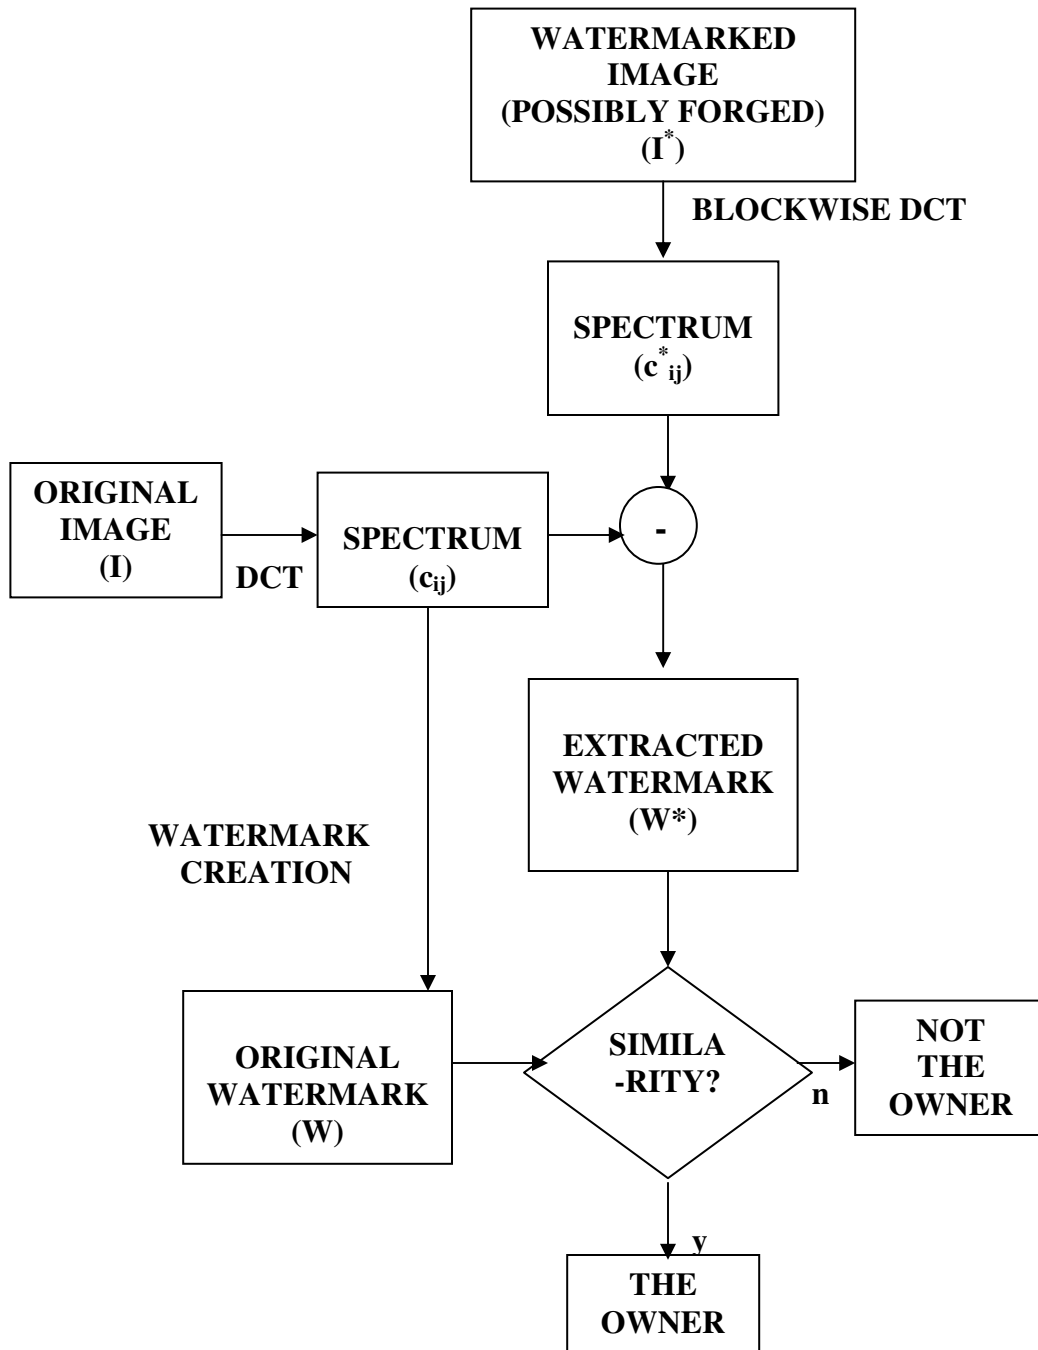 WATERMARKED
IMAGE
(POSSIBLY FORGED)
(I*)
BLOCKWISE DCT
SPECTRUM
(c*ij)
ORIGINAL
IMAGE
(I)
DCT
SPECTRUM
(cij)
-
EXTRACTED
WATERMARK
(W*)
WATERMARK
CREATION
ORIGINAL
WATERMARK
(W)
SIMILA
-RITY?
n
NOT
THE
OWNER
y
THE
OWNER